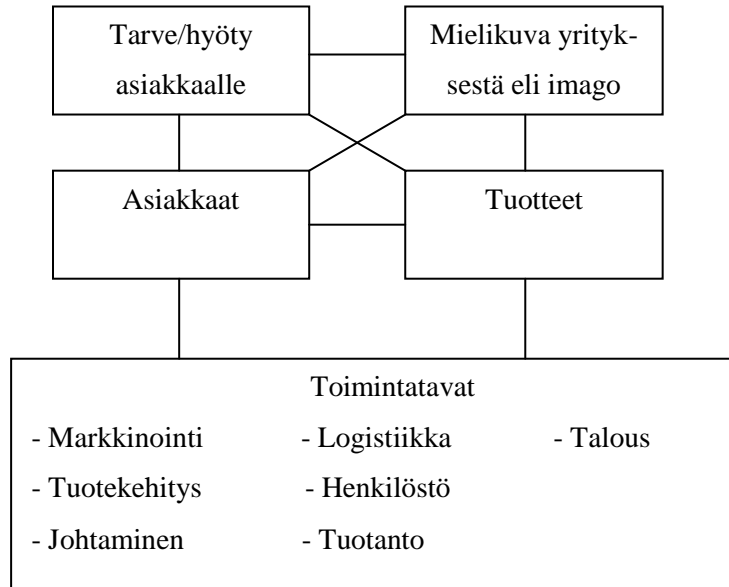 Tarve/hyöty
asiakkaalle
Mielikuva yrityk-
sestä eli imago
Asiakkaat
Tuotteet
Toimintatavat
- Markkinointi - Logistiikka - Talous
- Tuotekehitys - Henkilöstö
- Johtaminen - Tuotanto